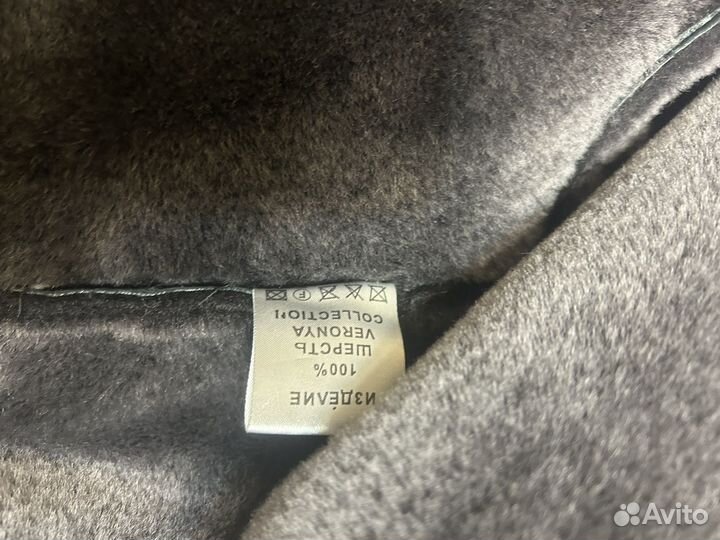 ИЗДЕЛИЕ
100%
ШЕРСТЬ
VERONYA
COLLECTION
Avito